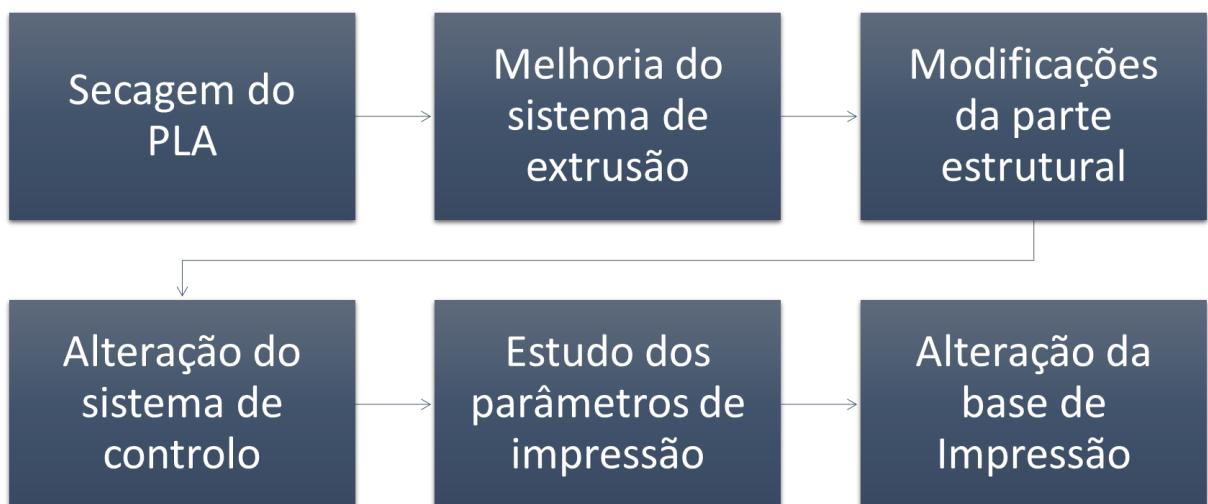 Secagem do
PLA
Melhoria do
sistema de
extrusão
Modificações
da parte
estrutural
Alteração do
sistema de
controlo
Estudo dos
parâmetros de
impressão
Alteração da
base de
Impressão